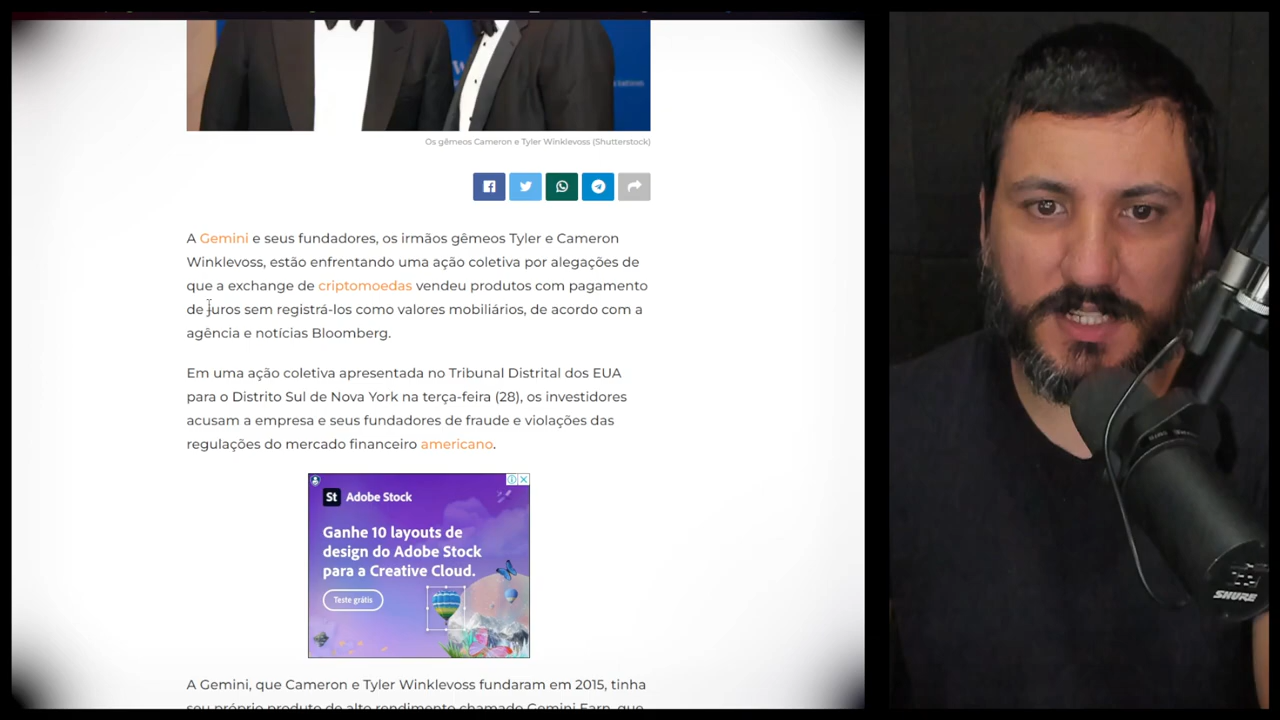 Os gêmeos Cameron e Tyler Winklevoss (Shutterstock)
A Gemini e seus fundadores, os irmãos gêmeos Tyler e Cameron
Winklevoss, estão enfrentando uma ação coletiva por alegações de
que a exchange de criptomoedas vendeu produtos com pagamento
de juros sem registrá-los como valores mobiliários, de acordo com a
agência e notícias Bloomberg.
Em uma ação coletiva apresentada no Tribunal Distrital dos EUA
para o Distrito Sul de Nova York na terça-feira (28), os investidores
acusam a empresa e seus fundadores de fraude e violações das
regulações do mercado financeiro americano.
St Adobe Stock
Ganhe 10 layouts de
design do Adobe Stock
para a Creative Cloud.
Teste grátis
A Gemini, que Cameron e Tyler Winklevoss fundaram em 2015, tinha
seu próprio produto de alto rendimento chamado Gemini Earn, que
SHURE